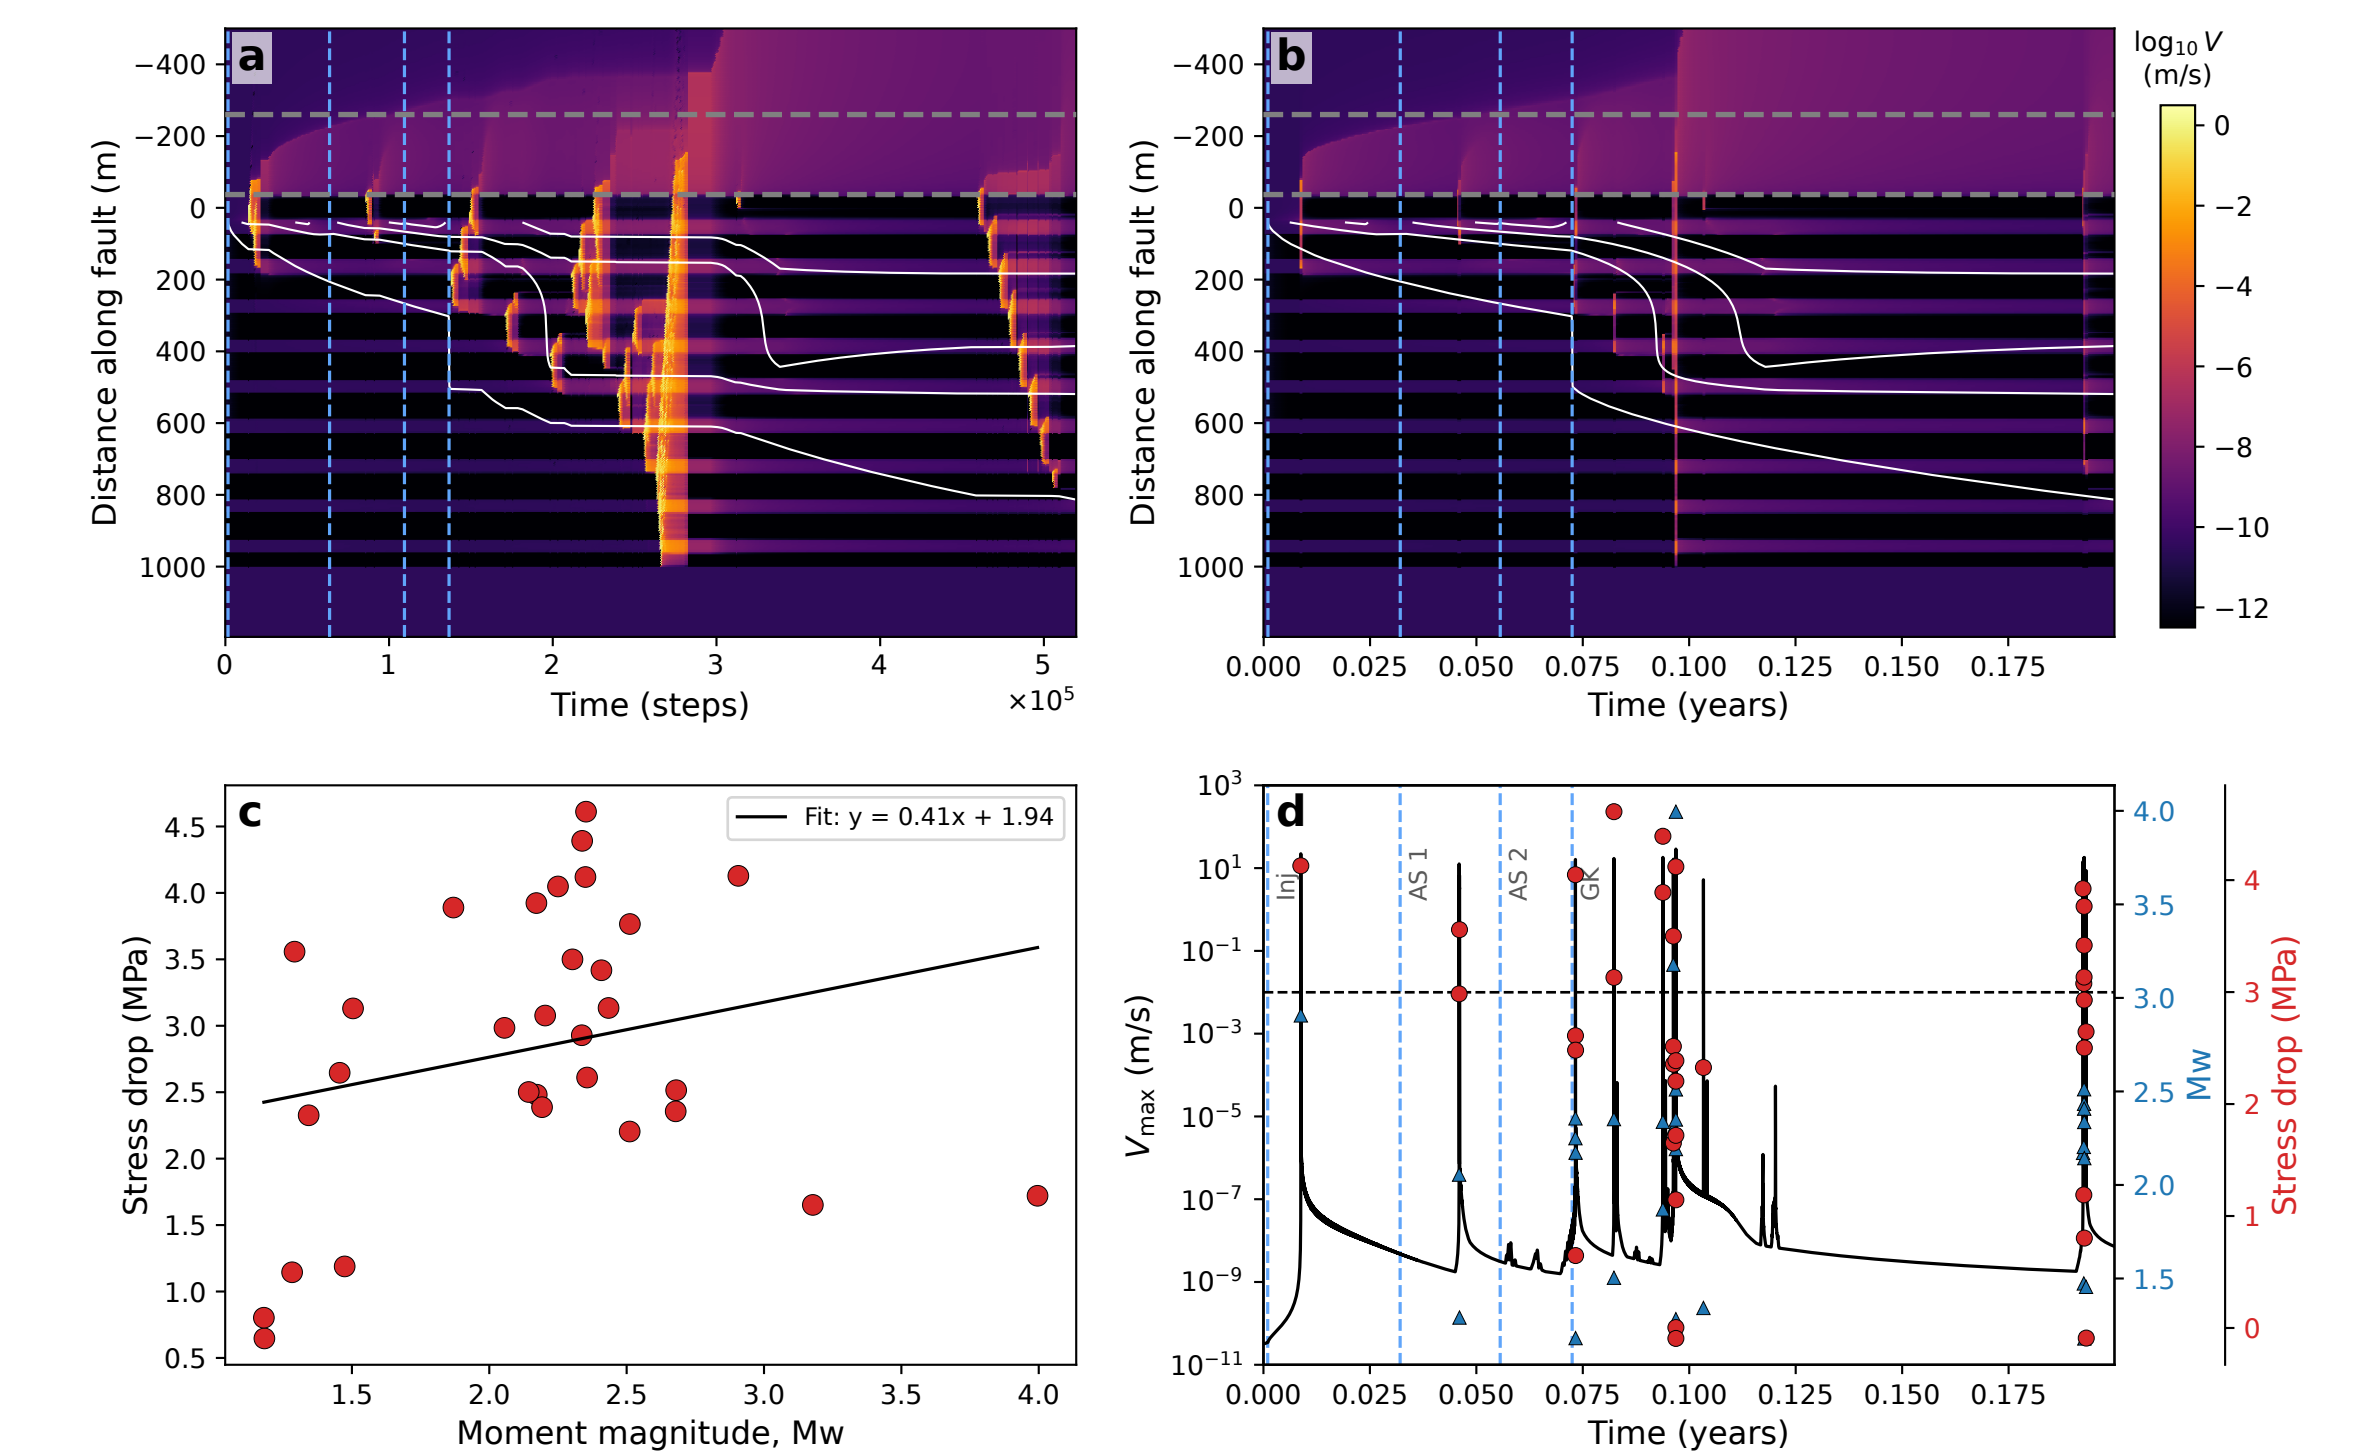 a
−400
−200
0
200
400
600
800
1000
Distance along fault (m)
0 1 2 3 4 5
Time (steps)
×10⁵
b
−400
−200
0
200
400
600
800
1000
Distance along fault (m)
0.000 0.025 0.050 0.075 0.100 0.125 0.150 0.175
Time (years)
log₁₀ V
(m/s)
0
−2
−4
−6
−8
−10
−12
c
Fit: y = 0.41x + 1.94
4.5
4.0
3.5
3.0
2.5
2.0
1.5
1.0
0.5
Stress drop (MPa)
1.5 2.0 2.5 3.0 3.5 4.0
Moment magnitude, Mw
d
10³
10¹
10⁻¹
10⁻³
10⁻⁵
10⁻⁷
10⁻⁹
10⁻¹¹
Vmax (m/s)
Inj
AS 1
AS 2
GK
0.000 0.025 0.050 0.075 0.100 0.125 0.150 0.175
Time (years)
4.0
3.5
3.0
2.5
2.0
1.5
Mw
4
3
2
1
0
Stress drop (MPa)